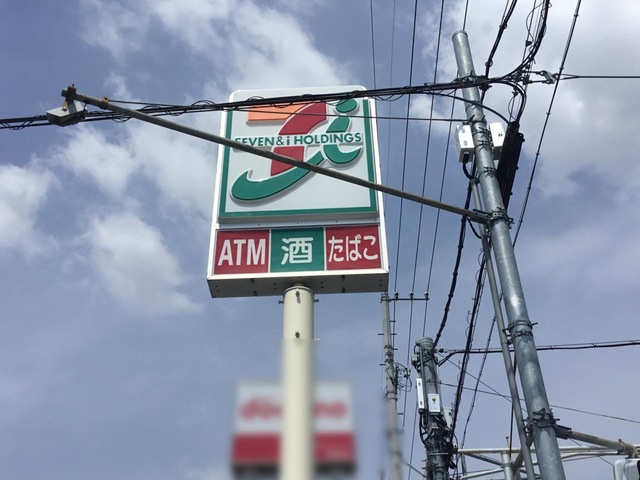 SEVEN & i HOLDINGS
ATM 酒 たばこ